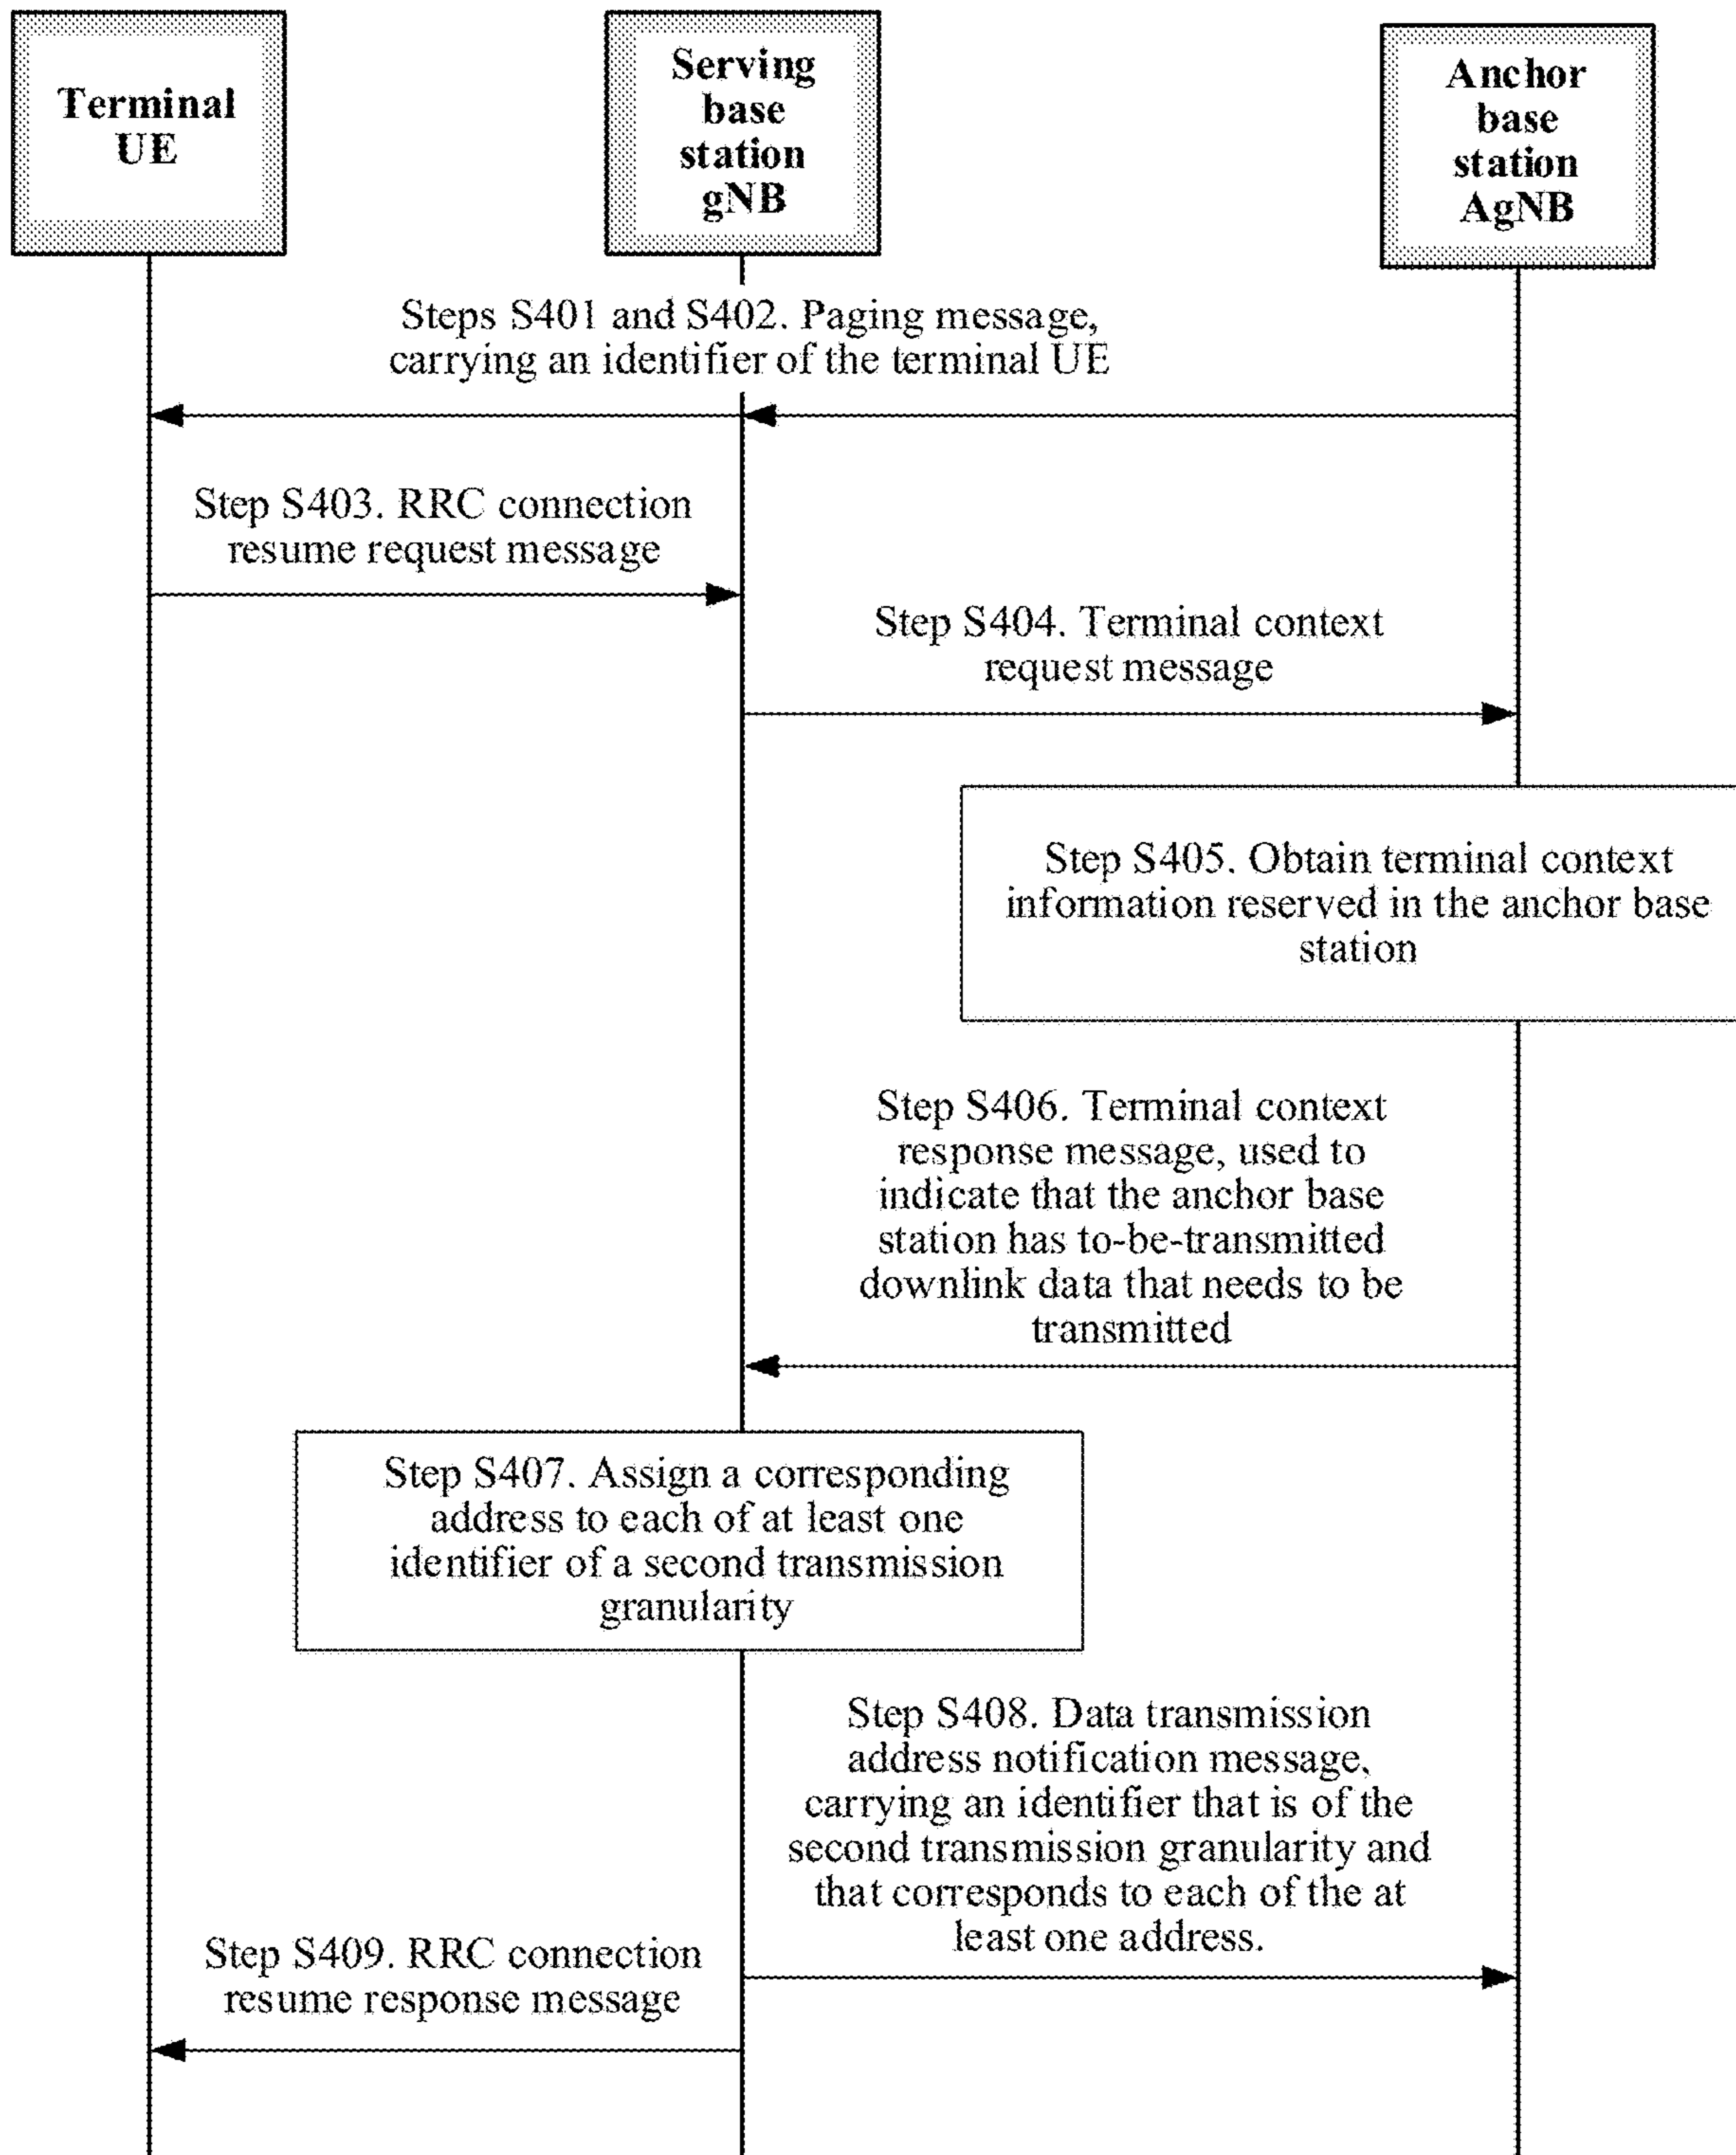 Terminal
UE
Serving
base
station
gNB
Anchor
base
station
AgNB
Steps S401 and S402. Paging message,
carrying an identifier of the terminal UE
Step S403. RRC connection
resume request message
Step S404. Terminal context
request message
Step S405. Obtain terminal context
information reserved in the anchor base
station
Step S406. Terminal context
response message, used to
indicate that the anchor base
station has to-be-transmitted
downlink data that needs to be
transmitted
Step S407. Assign a corresponding
address to each of at least one
identifier of a second transmission
granularity
Step S408. Data transmission
address notification message,
carrying an identifier that is of the
second transmission granularity and
that corresponds to each of the at
least one address.
Step S409. RRC connection
resume response message